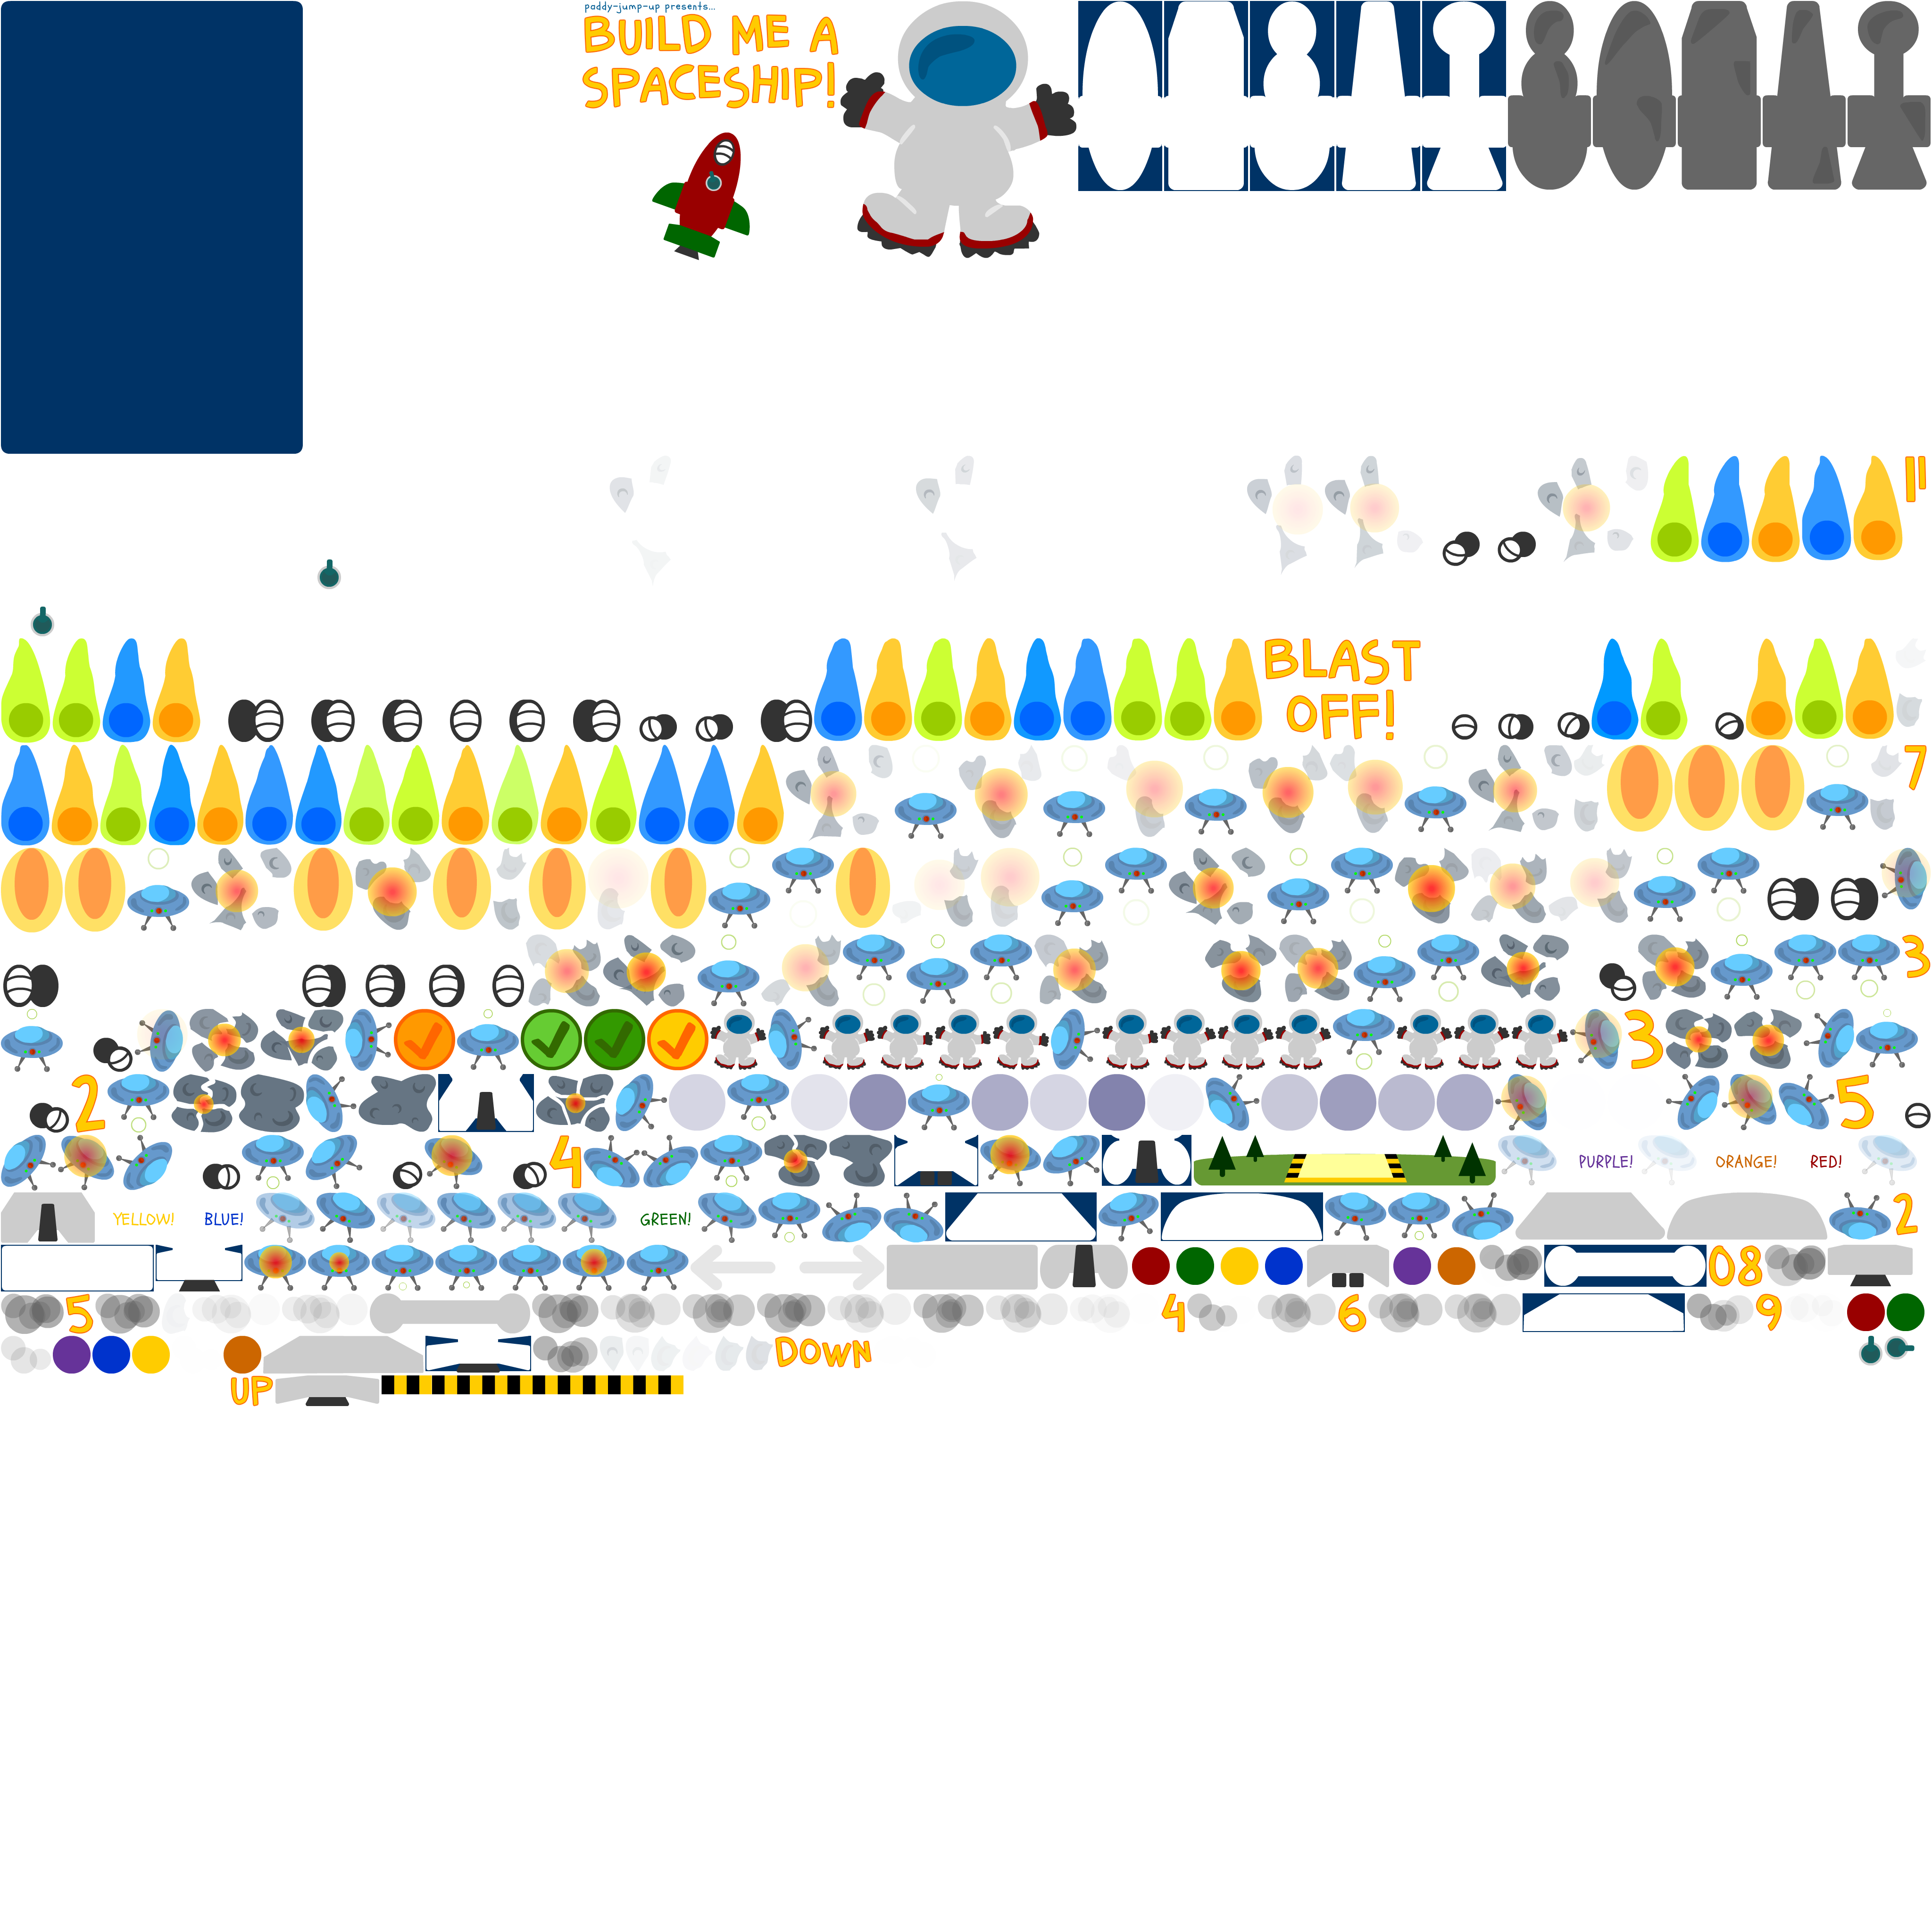 paddy-jump-up presents...
BUILD ME A
SPACESHIP!
11
BLAST
OFF!
7
3
3
2
5
4
PURPLE!
ORANGE!
RED!
YELLOW!
BLUE!
GREEN!
2
08
5
4
6
9
DOWN
UP